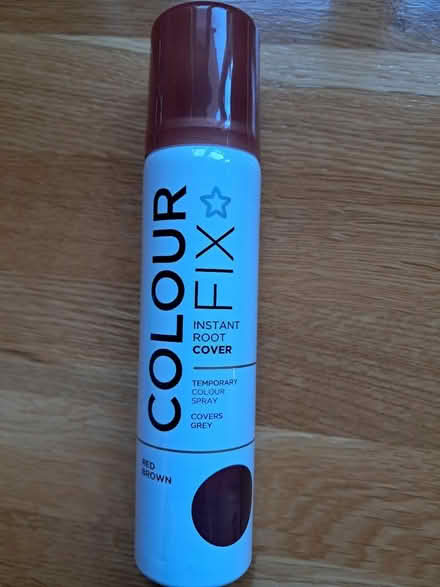 COLOUR
FIX
INSTANT
ROOT
COVER
TEMPORARY
COLOUR
SPRAY
COVERS
GREY
RED
BROWN